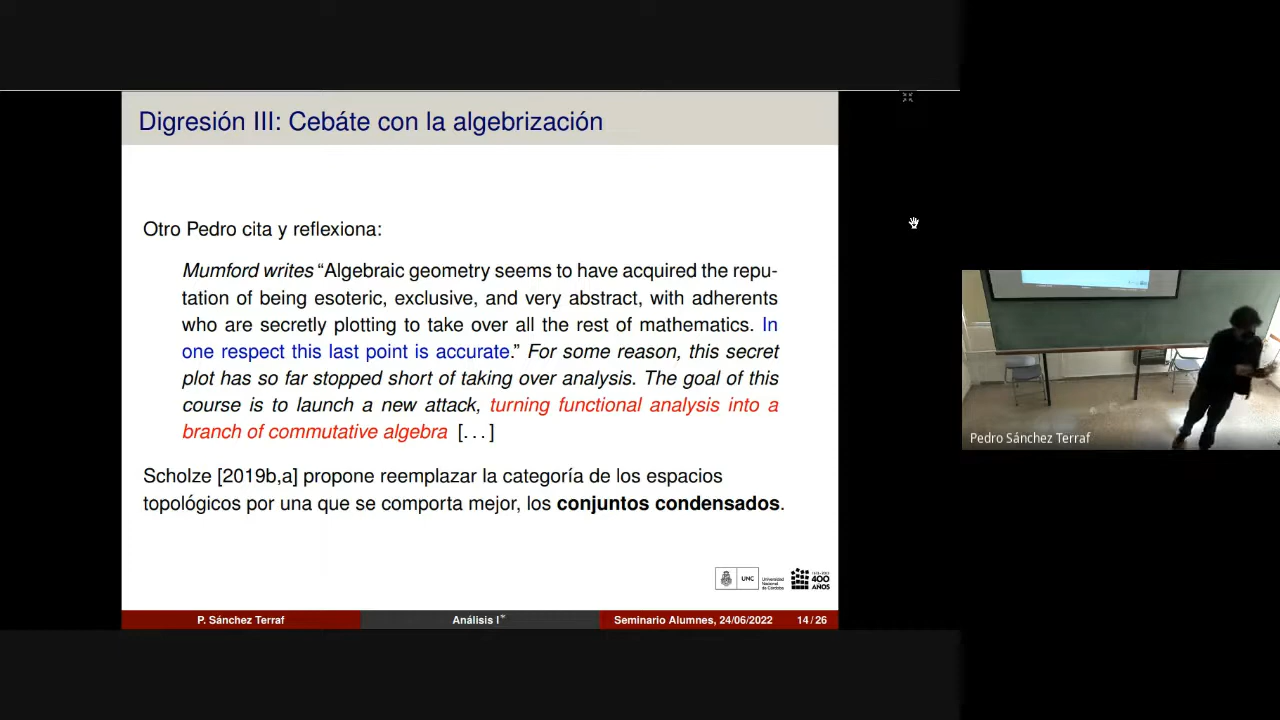 Digresión III: Cebáte con la algebrización
Otro Pedro cita y reflexiona:
Mumford writes “Algebraic geometry seems to have acquired the repu-
tation of being esoteric, exclusive, and very abstract, with adherents
who are secretly plotting to take over all the rest of mathematics. In
one respect this last point is accurate.” For some reason, this secret
plot has so far stopped short of taking over analysis. The goal of this
course is to launch a new attack, turning functional analysis into a
branch of commutative algebra [...]
Scholze [2019b,a] propone reemplazar la categoría de los espacios
topológicos por una que se comporta mejor, los conjuntos condensados.
UNC
Universidad
Nacional
de Córdoba
400
AÑOS
P. Sánchez Terraf
Análisis I
Seminario Alumnes, 24/06/2022
14 / 26
Pedro Sánchez Terraf